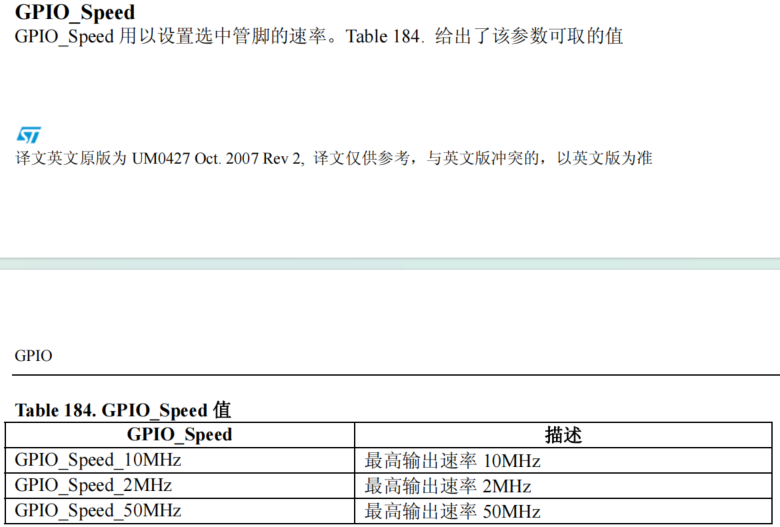 GPIO_Speed
GPIO_Speed 用以设置选中管脚的速率。Table 184. 给出了该参数可取的值
ST
译文英文原版为 UM0427 Oct. 2007 Rev 2, 译文仅供参考，与英文版冲突的，以英文版为准
GPIO
Table 184. GPIO_Speed 值
GPIO_Speed 描述
GPIO_Speed_10MHz 最高输出速率 10MHz
GPIO_Speed_2MHz 最高输出速率 2MHz
GPIO_Speed_50MHz 最高输出速率 50MHz